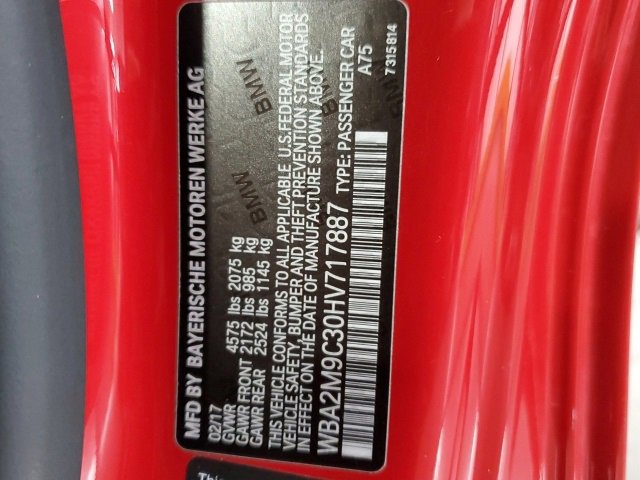 MFD BY BAYERISCHE MOTOREN WERKE AG
02/17
GVWR 4575 lbs 2075 kg
GAWR FRONT 2172 lbs 985 kg
GAWR REAR 2524 lbs 1145 kg
BMW BMW BMW
THIS VEHICLE CONFORMS TO ALL APPLICABLE U.S.FEDERAL MOTOR
VEHICLE SAFETY, BUMPER AND THEFT PREVENTION STANDARDS
IN EFFECT ON THE DATE OF MANUFACTURE SHOWN ABOVE.
WBA2M9C30HV717887 TYPE: PASSENGER CAR
A75
7315814